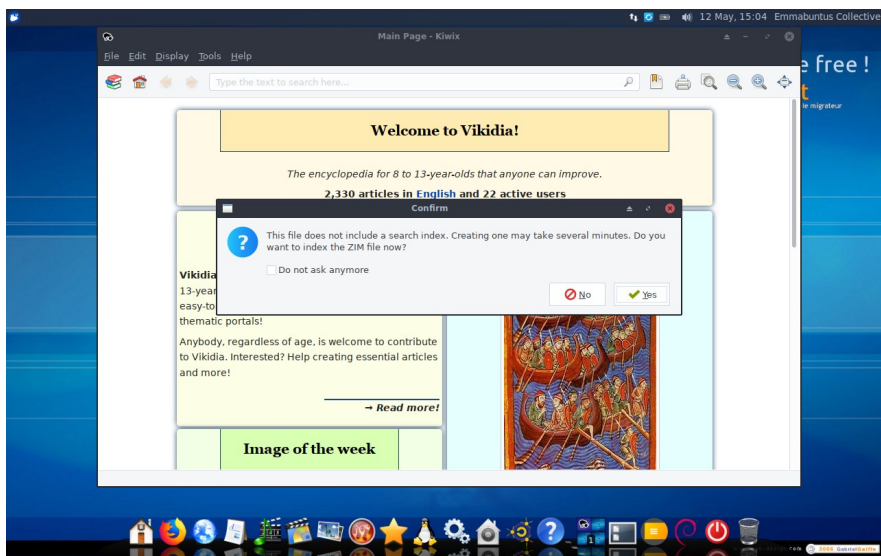 12 May, 15:04 Emmabuntus Collective
Main Page - Kiwix
File Edit Display Tools Help
Type the text to search here...
e free !
t
le migrateur
Welcome to Vikidia!
The encyclopedia for 8 to 13-year-olds that anyone can improve.
2,330 articles in English and 22 active users
Confirm
This file does not include a search index. Creating one may take several minutes. Do you
want to index the ZIM file now?
Do not ask anymore
No Yes
Vikidia
13-year
easy-to
thematic portals!
Anybody, regardless of age, is welcome to contribute
to Vikidia. Interested? Help creating essential articles
and more!
→ Read more!
Image of the week
1